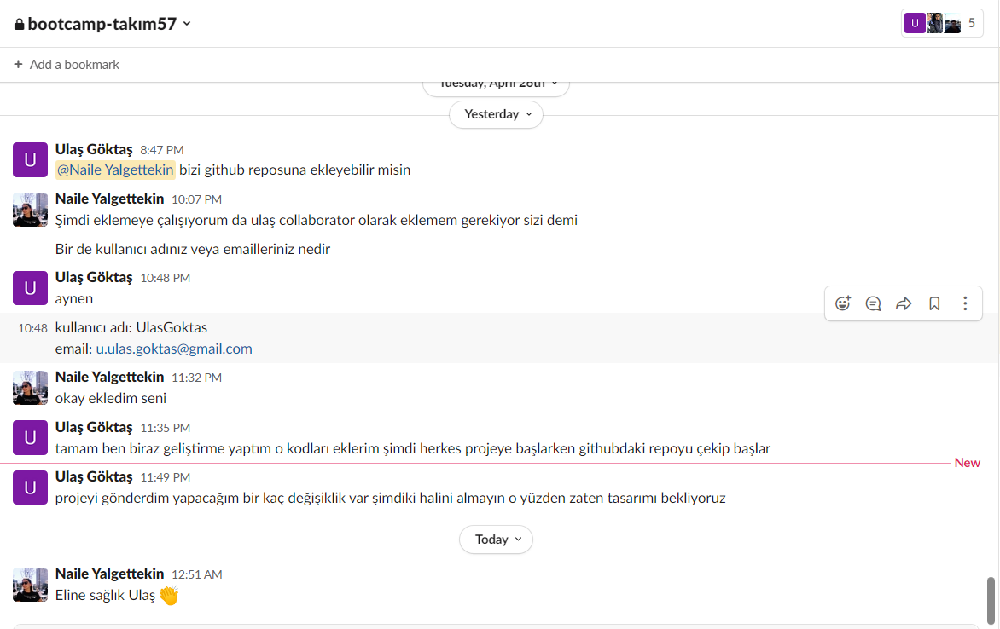 bootcamp-takım57
U
5
+ Add a bookmark
Tuesday, April 26th
Yesterday
U
Ulaş Göktaş 8:47 PM
@Naile Yalgettekin bizi github reposuna ekleyebilir misin
Naile Yalgettekin 10:07 PM
Şimdi eklemeye çalışıyorum da ulaş collaborator olarak eklemem gerekiyor sizi demi
Bir de kullanıcı adınız veya emailleriniz nedir
U
Ulaş Göktaş 10:48 PM
aynen
10:48 kullanıcı adı: UlasGoktas
email: u.ulas.goktas@gmail.com
Naile Yalgettekin 11:32 PM
okay ekledim seni
U
Ulaş Göktaş 11:35 PM
tamam ben biraz geliştirme yaptım o kodları eklerim şimdi herkes projeye başlarken githubdaki repoyu çekip başlar
New
U
Ulaş Göktaş 11:49 PM
projeyi gönderdim yapacağım bir kaç değişiklik var şimdiki halini almayın o yüzden zaten tasarımı bekliyoruz
Today
Naile Yalgettekin 12:51 AM
Eline sağlık Ulaş 👏